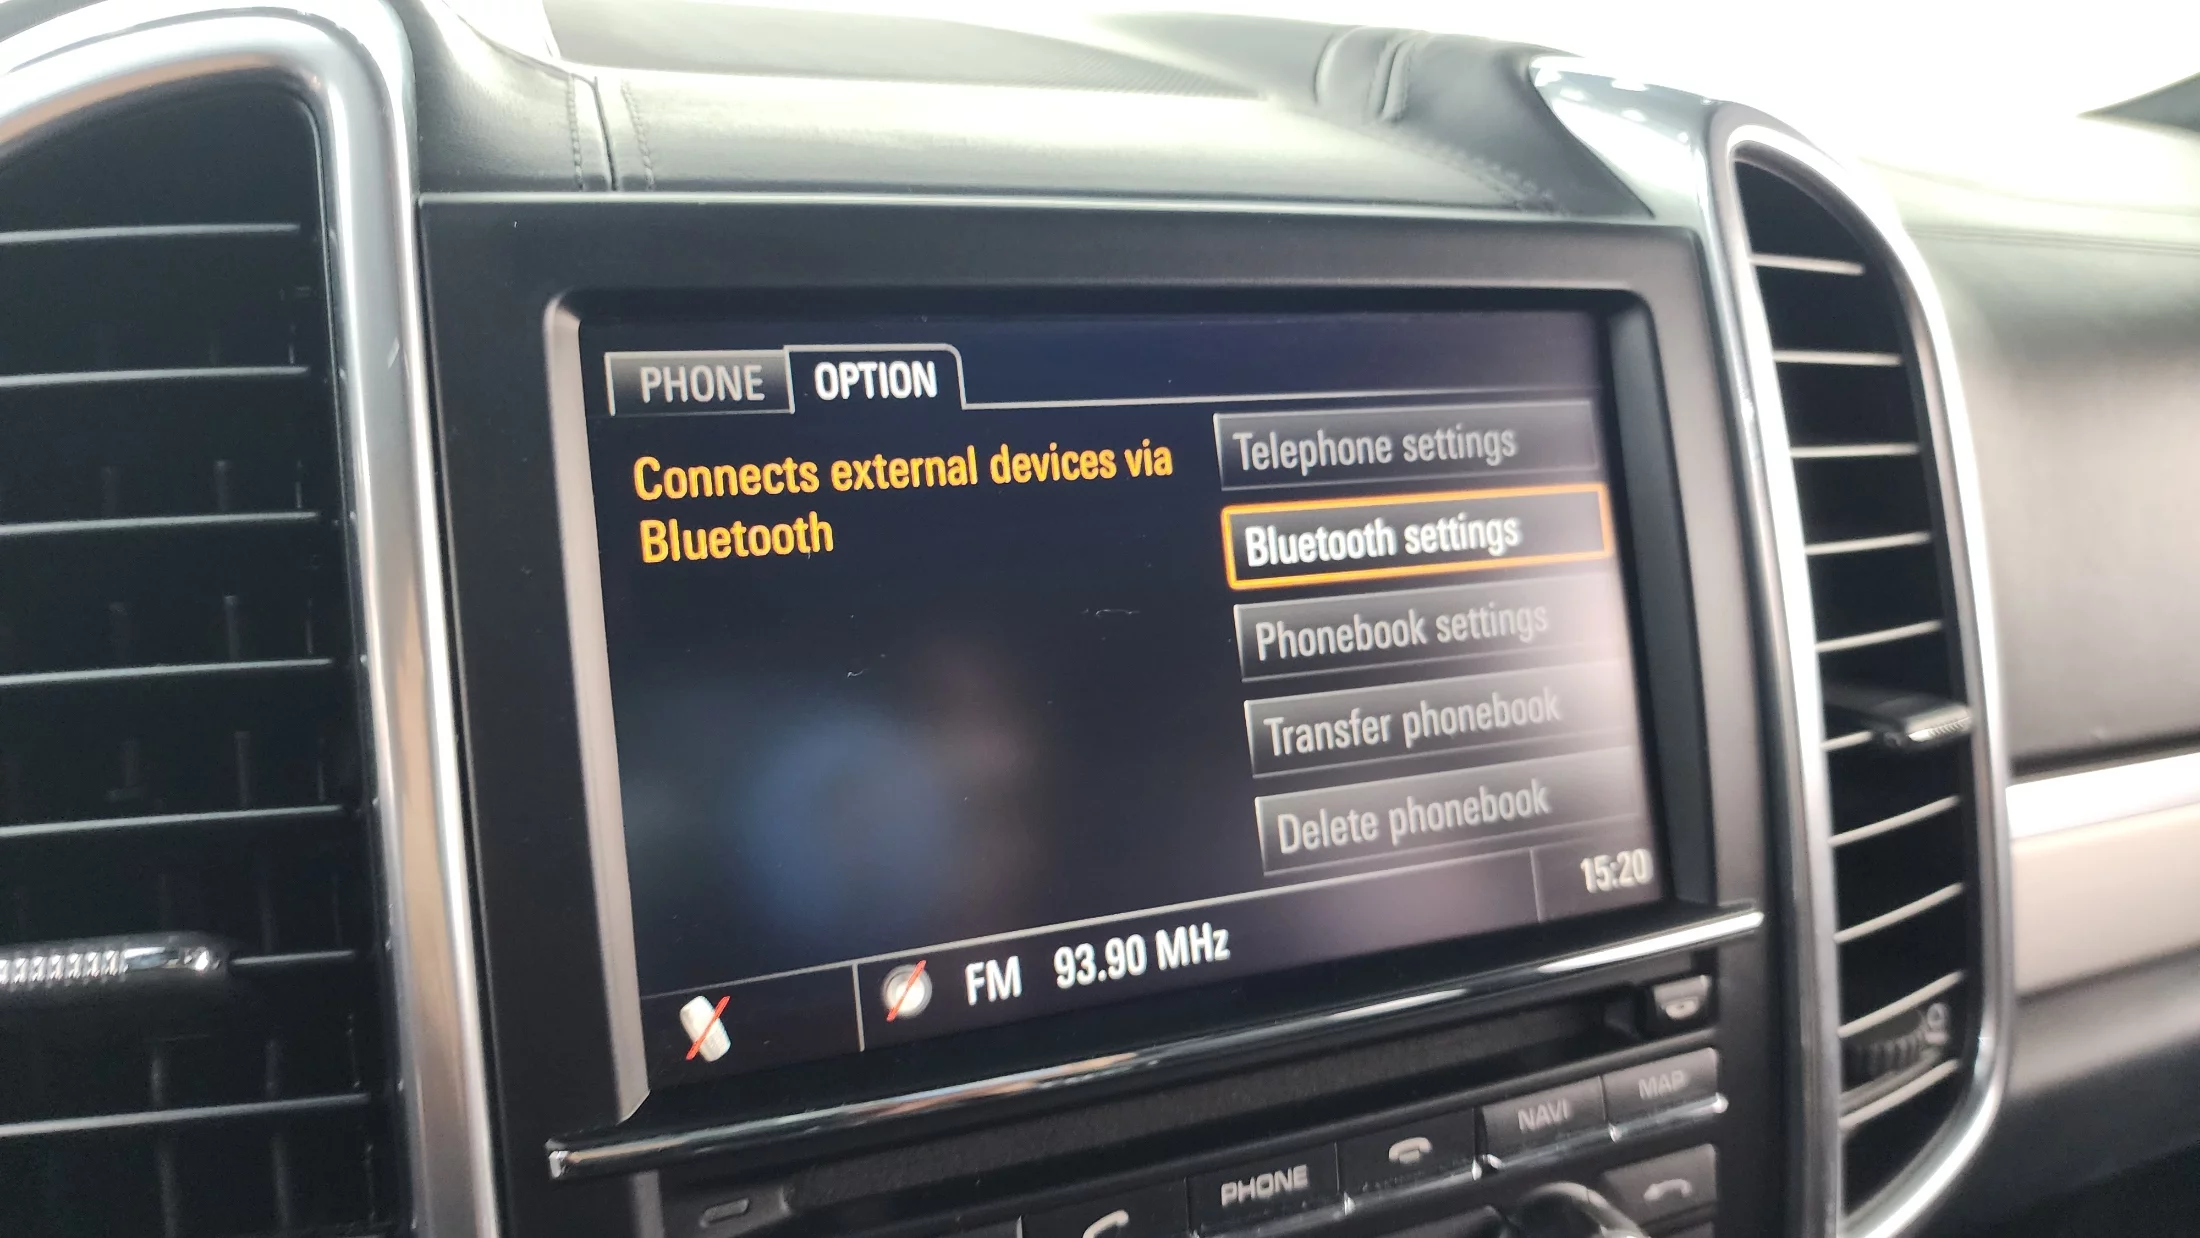 PHONE OPTION
Connects external devices via
Bluetooth
Telephone settings
Bluetooth settings
Phonebook settings
Transfer phonebook
Delete phonebook
FM 93.90 MHz
15:20
PHONE
NAVI
MAP